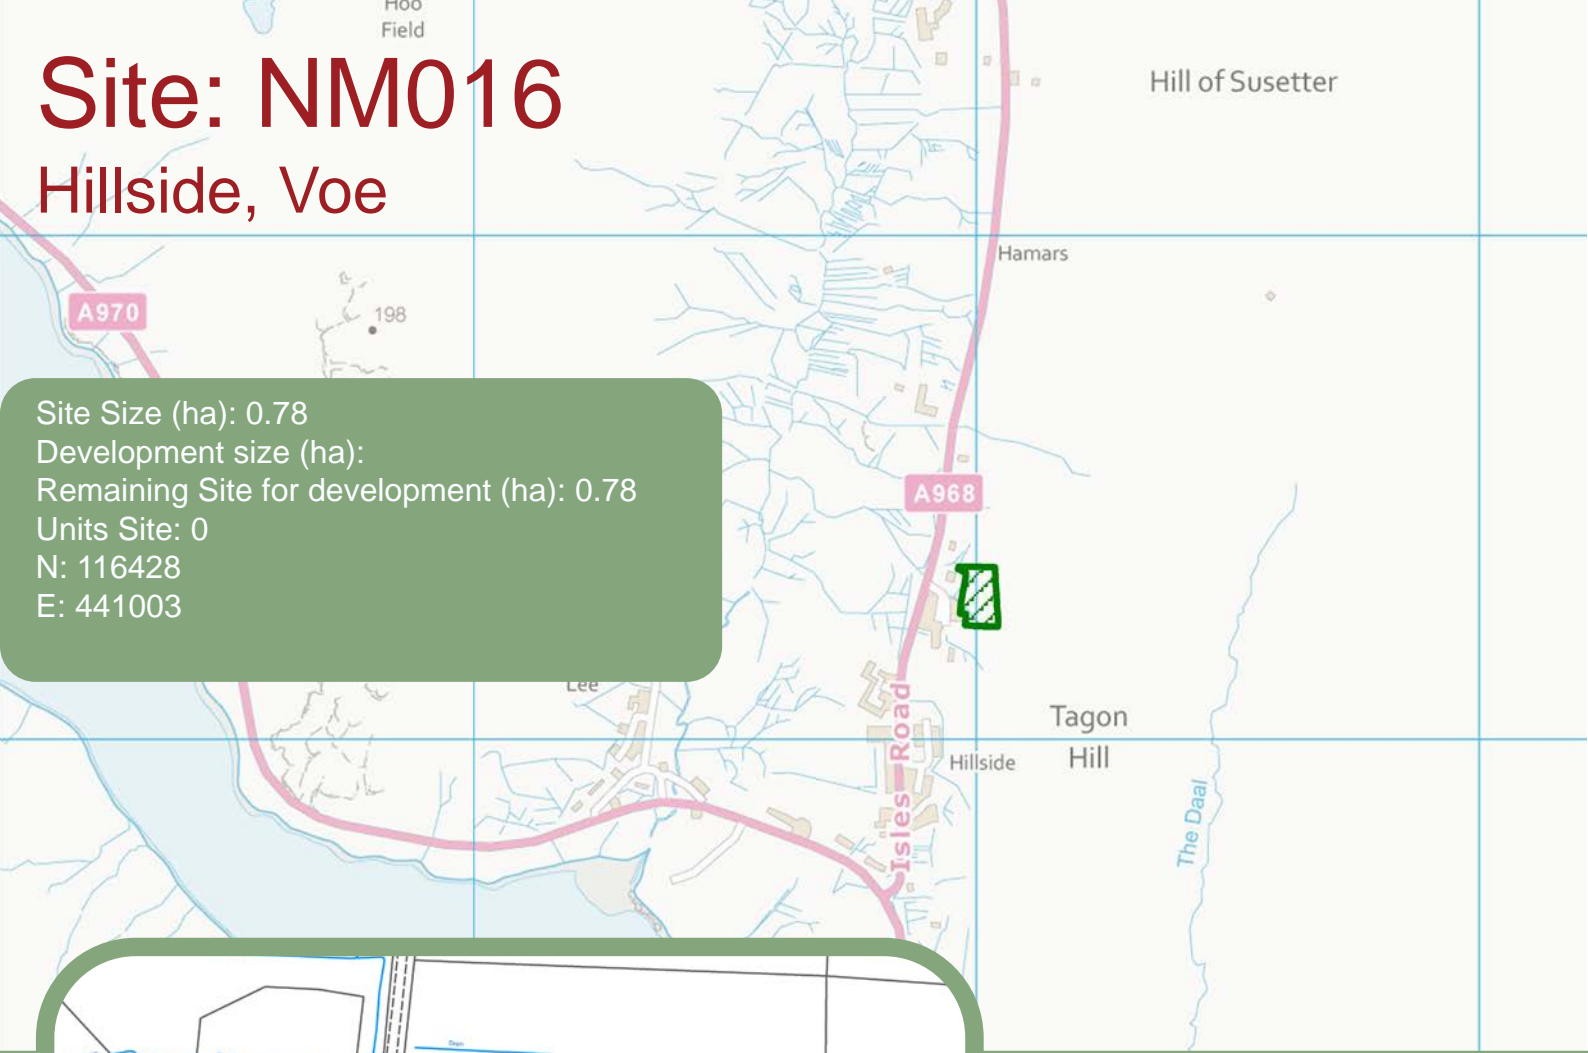 Hoo
Field
Site: NM016
Hillside, Voe
Hill of Susetter
Hamars
A970
198
Site Size (ha): 0.78
Development size (ha):
Remaining Site for development (ha): 0.78
Units Site: 0
N: 116428
E: 441003
A968
Lee
Isles Road
Tagon
Hill
Hillside
The Daal